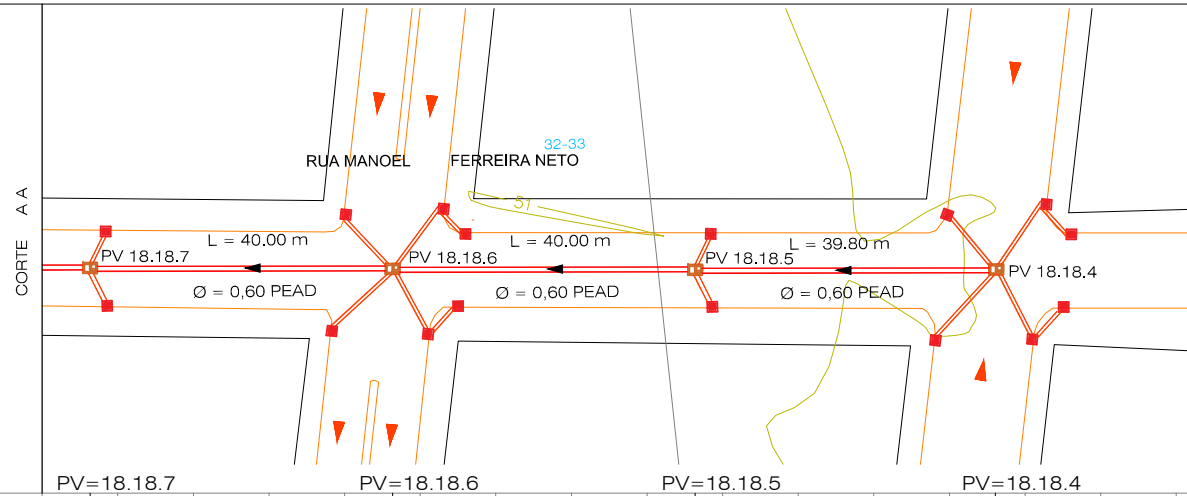 32-33
RUA MANOEL FERREIRA NETO
51
CORTE A A
L = 40.00 m L = 40.00 m L = 39.80 m
PV 18.18.7 PV 18.18.6 PV 18.18.5 PV 18.18.4
Ø = 0,60 PEAD Ø = 0,60 PEAD Ø = 0,60 PEAD
PV=18.18.7 PV=18.18.6 PV=18.18.5 PV=18.18.4